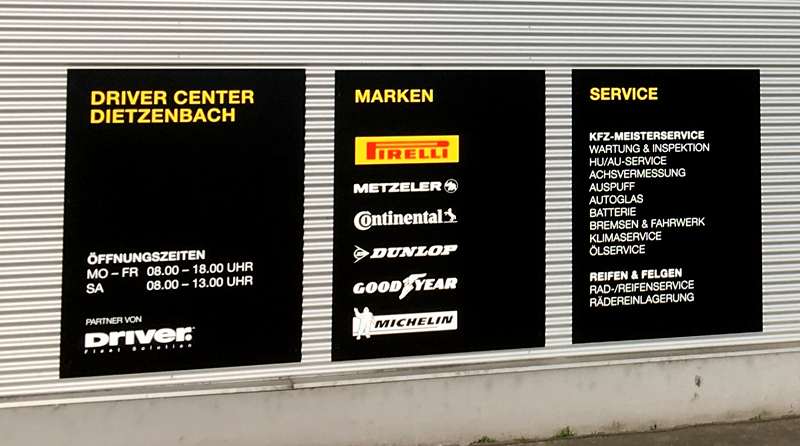 DRIVER CENTER
DIETZENBACH
ÖFFNUNGSZEITEN
MO – FR 08.00 – 18.00 UHR
SA 08.00 – 13.00 UHR
PARTNER VON
DRIVER.
Fleet Solution
MARKEN
PIRELLI
METZELER
Continental
DUNLOP
GOODYEAR
MICHELIN
SERVICE
KFZ-MEISTERSERVICE
WARTUNG & INSPEKTION
HU/AU-SERVICE
ACHSVERMESSUNG
AUSPUFF
AUTOGLAS
BATTERIE
BREMSEN & FAHRWERK
KLIMASERVICE
ÖLSERVICE
REIFEN & FELGEN
RAD-/REIFENSERVICE
RÄDEREINLAGERUNG